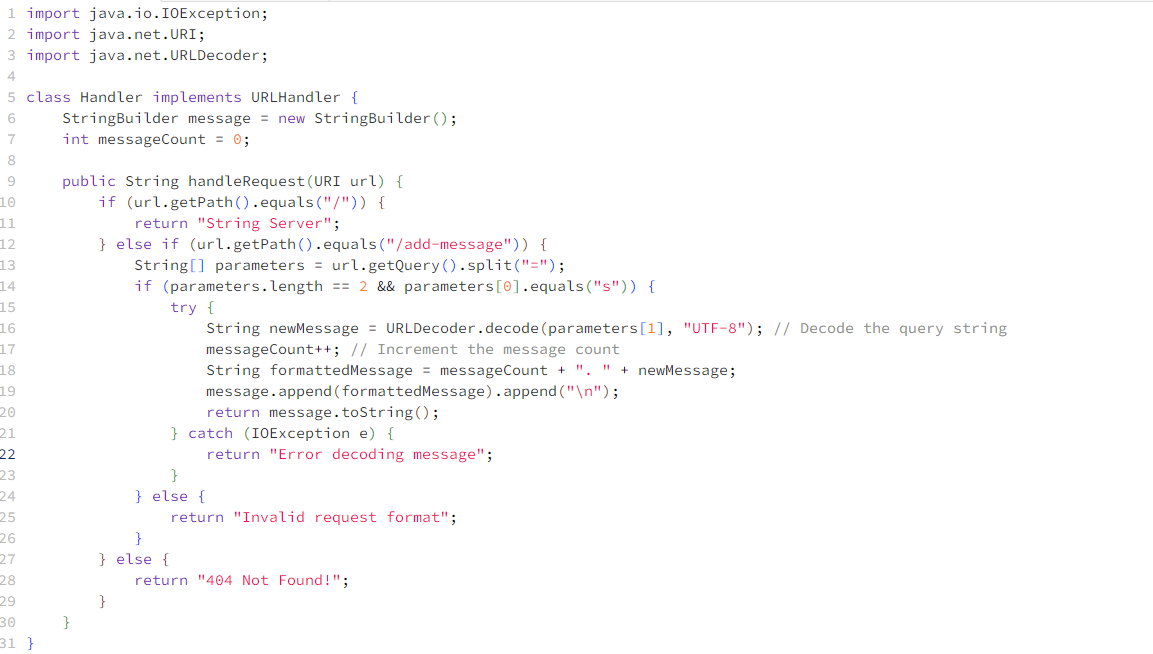 1 import java.io.IOException;
2 import java.net.URI;
3 import java.net.URLDecoder;
4
5 class Handler implements URLHandler {
6     StringBuilder message = new StringBuilder();
7     int messageCount = 0;
8
9     public String handleRequest(URI url) {
10         if (url.getPath().equals("/")) {
11             return "String Server";
12         } else if (url.getPath().equals("/add-message")) {
13             String[] parameters = url.getQuery().split("=");
14             if (parameters.length == 2 && parameters[0].equals("s")) {
15                 try {
16                     String newMessage = URLDecoder.decode(parameters[1], "UTF-8"); // Decode the query string
17                     messageCount++; // Increment the message count
18                     String formattedMessage = messageCount + ". " + newMessage;
19                     message.append(formattedMessage).append("\n");
20                     return message.toString();
21                 } catch (IOException e) {
22                     return "Error decoding message";
23                 }
24             } else {
25                 return "Invalid request format";
26             }
27         } else {
28             return "404 Not Found!";
29         }
30     }
31 }